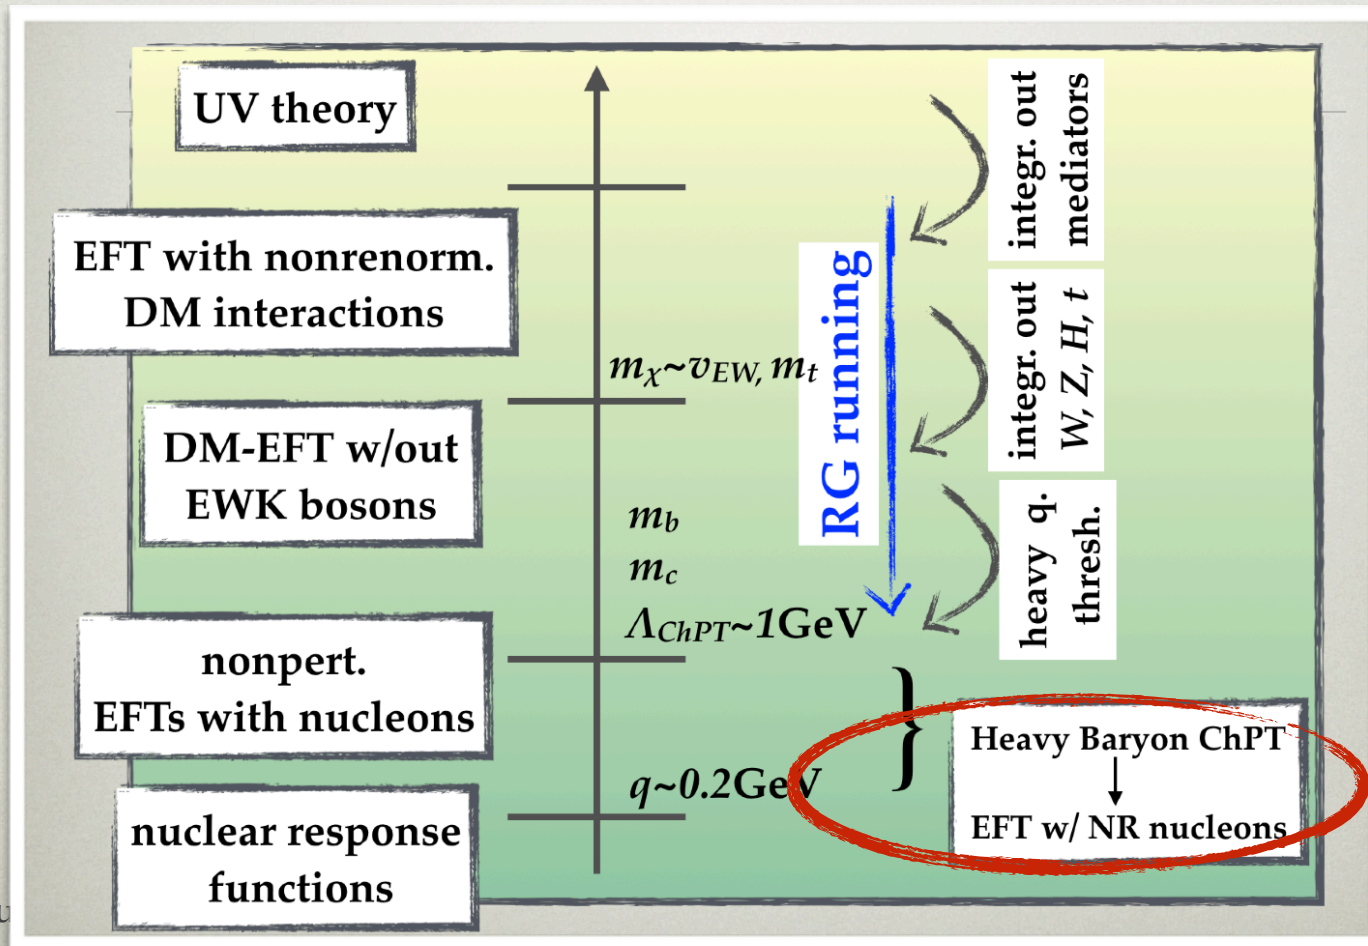 UV theory
EFT with nonrenorm.
DM interactions
DM-EFT w/out
EWK bosons
nonpert.
EFTs with nucleons
nuclear response
functions
mχ~vEW, mt
mb
mc
ΛChPT~1GeV
q~0.2GeV
RG running
integr. out
mediators
integr. out
W, Z, H, t
heavy q.
thresh.
}
Heavy Baryon ChPT
EFT w/ NR nucleons